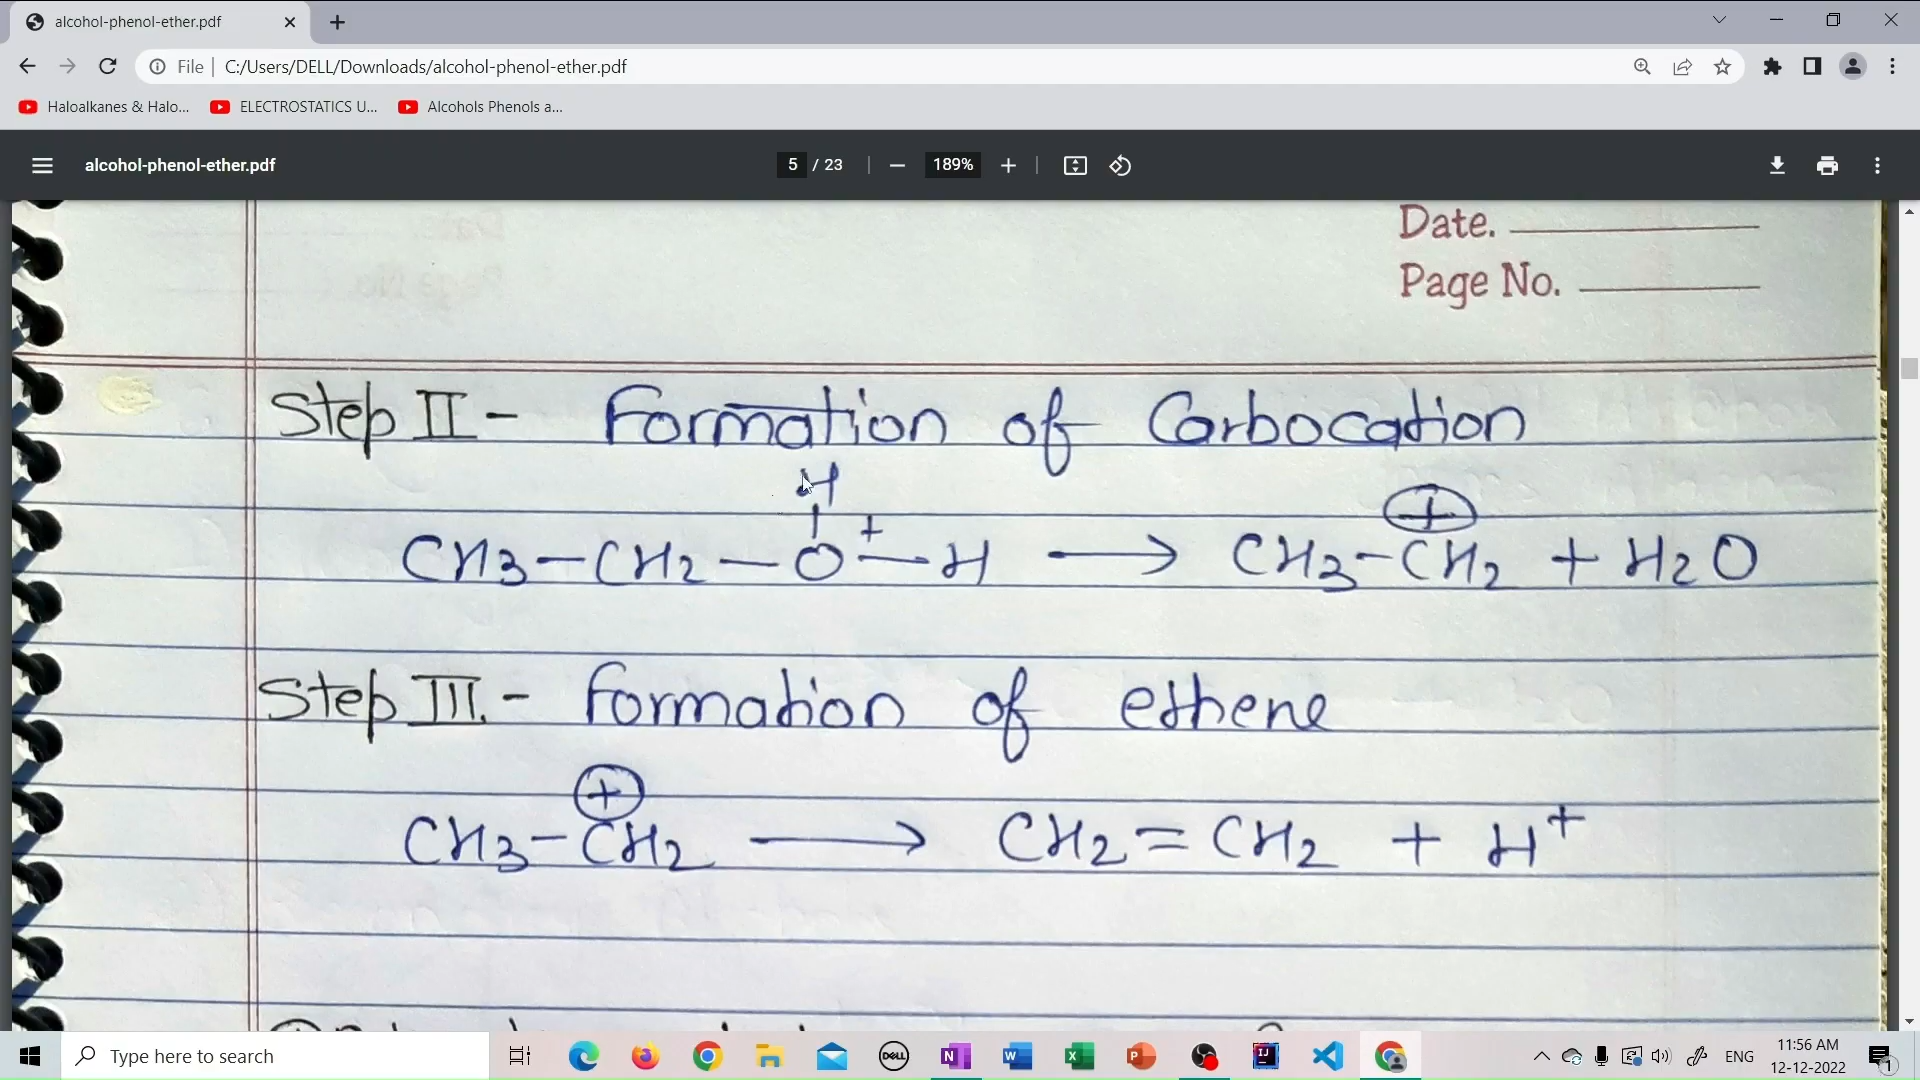 alcohol-phenol-ether.pdf
File | C:/Users/DELL/Downloads/alcohol-phenol-ether.pdf
Haloalkanes & Halo... ELECTROSTATICS U... Alcohols Phenols a...
alcohol-phenol-ether.pdf 5 / 23 189%
Date.
Page No.
Step II - Formation of Carbocation
H
CH3-CH2-O+-H → CH3-CH2 + H2O
+
Step III. - Formation of ethene
+
CH3-CH2 → CH2=CH2 + H+
Type here to search
DELL
ENG
11:56 AM
12-12-2022
1